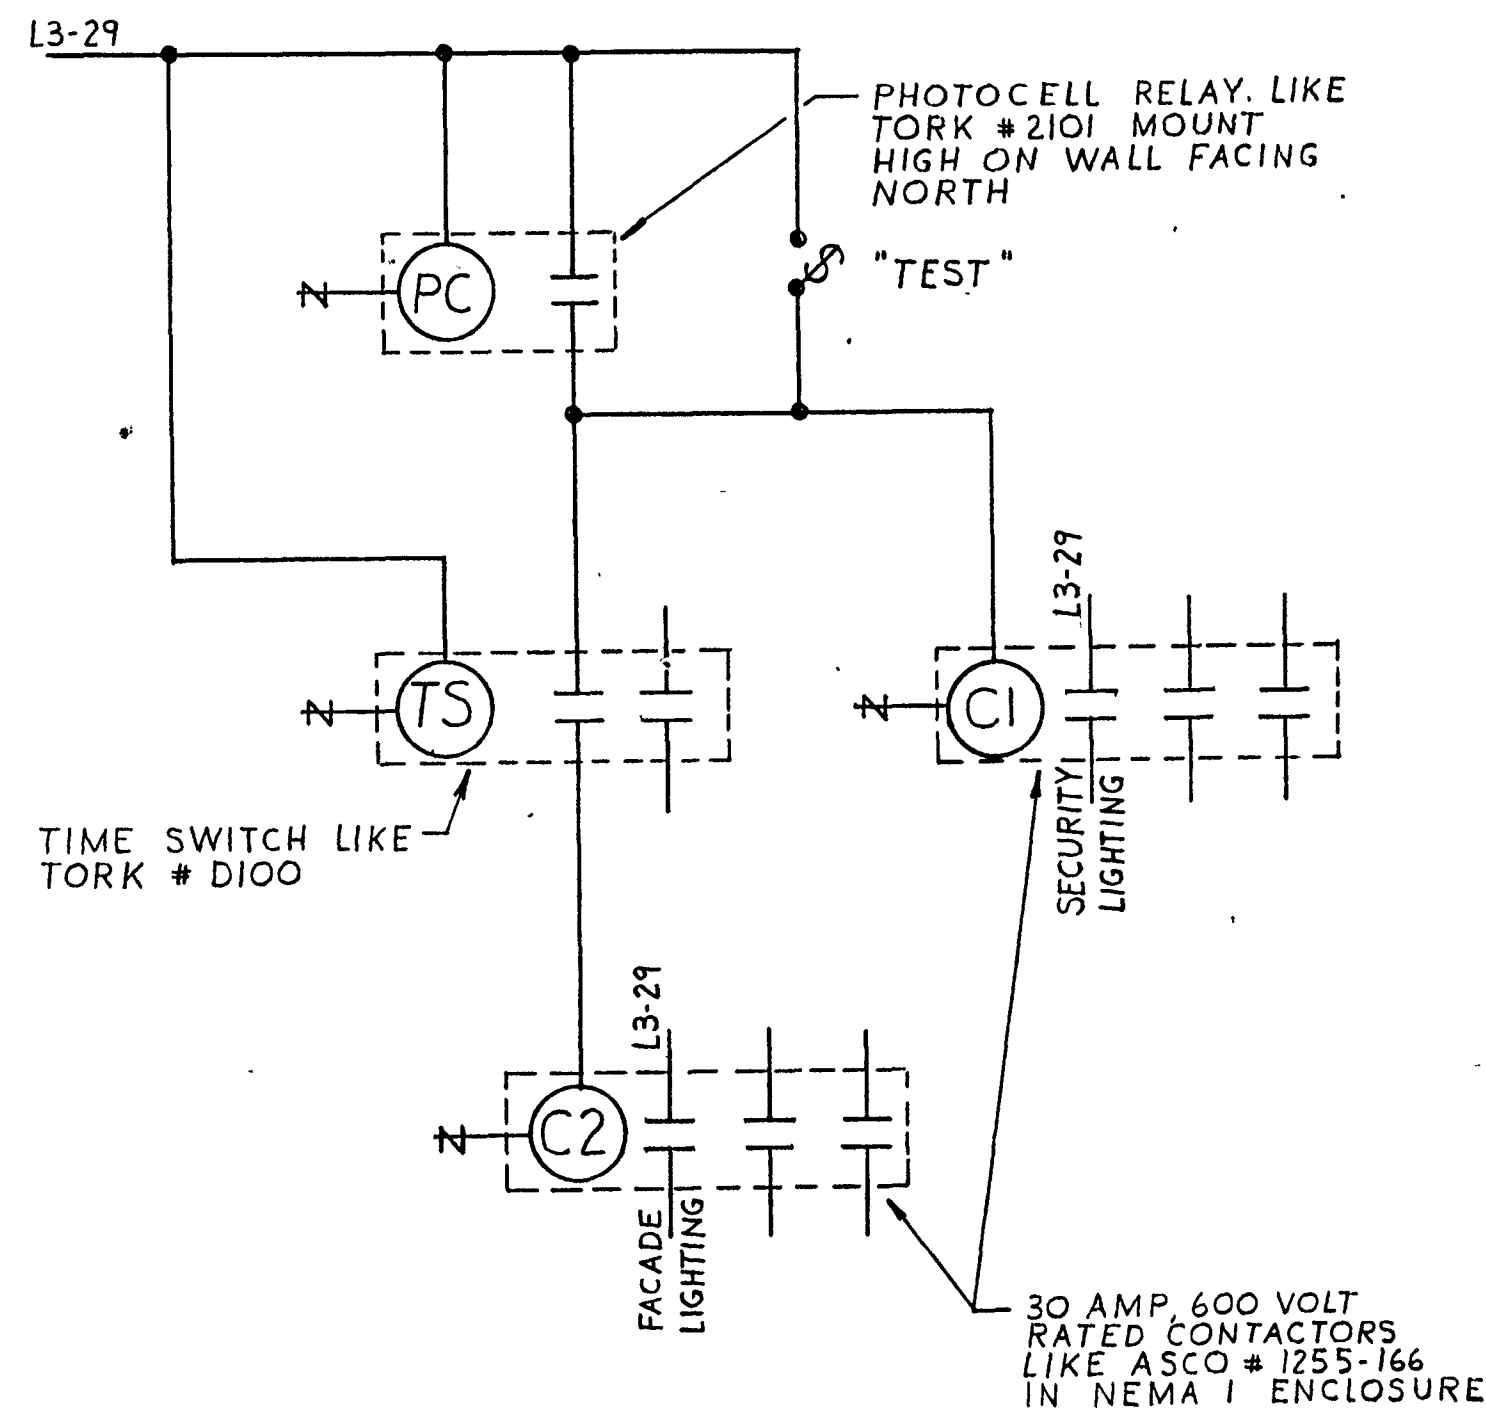 L3-29
PHOTOCELL RELAY. LIKE
TORK #2101 MOUNT
HIGH ON WALL FACING
NORTH
$ "TEST"
N
PC
L3-29
N
TS
N
C1
TIME SWITCH LIKE
TORK # D100
SECURITY
LIGHTING
L3-29
N
C2
FACADE
LIGHTING
30 AMP, 600 VOLT
RATED CONTACTORS
LIKE ASCO # 1255-166
IN NEMA 1 ENCLOSURE